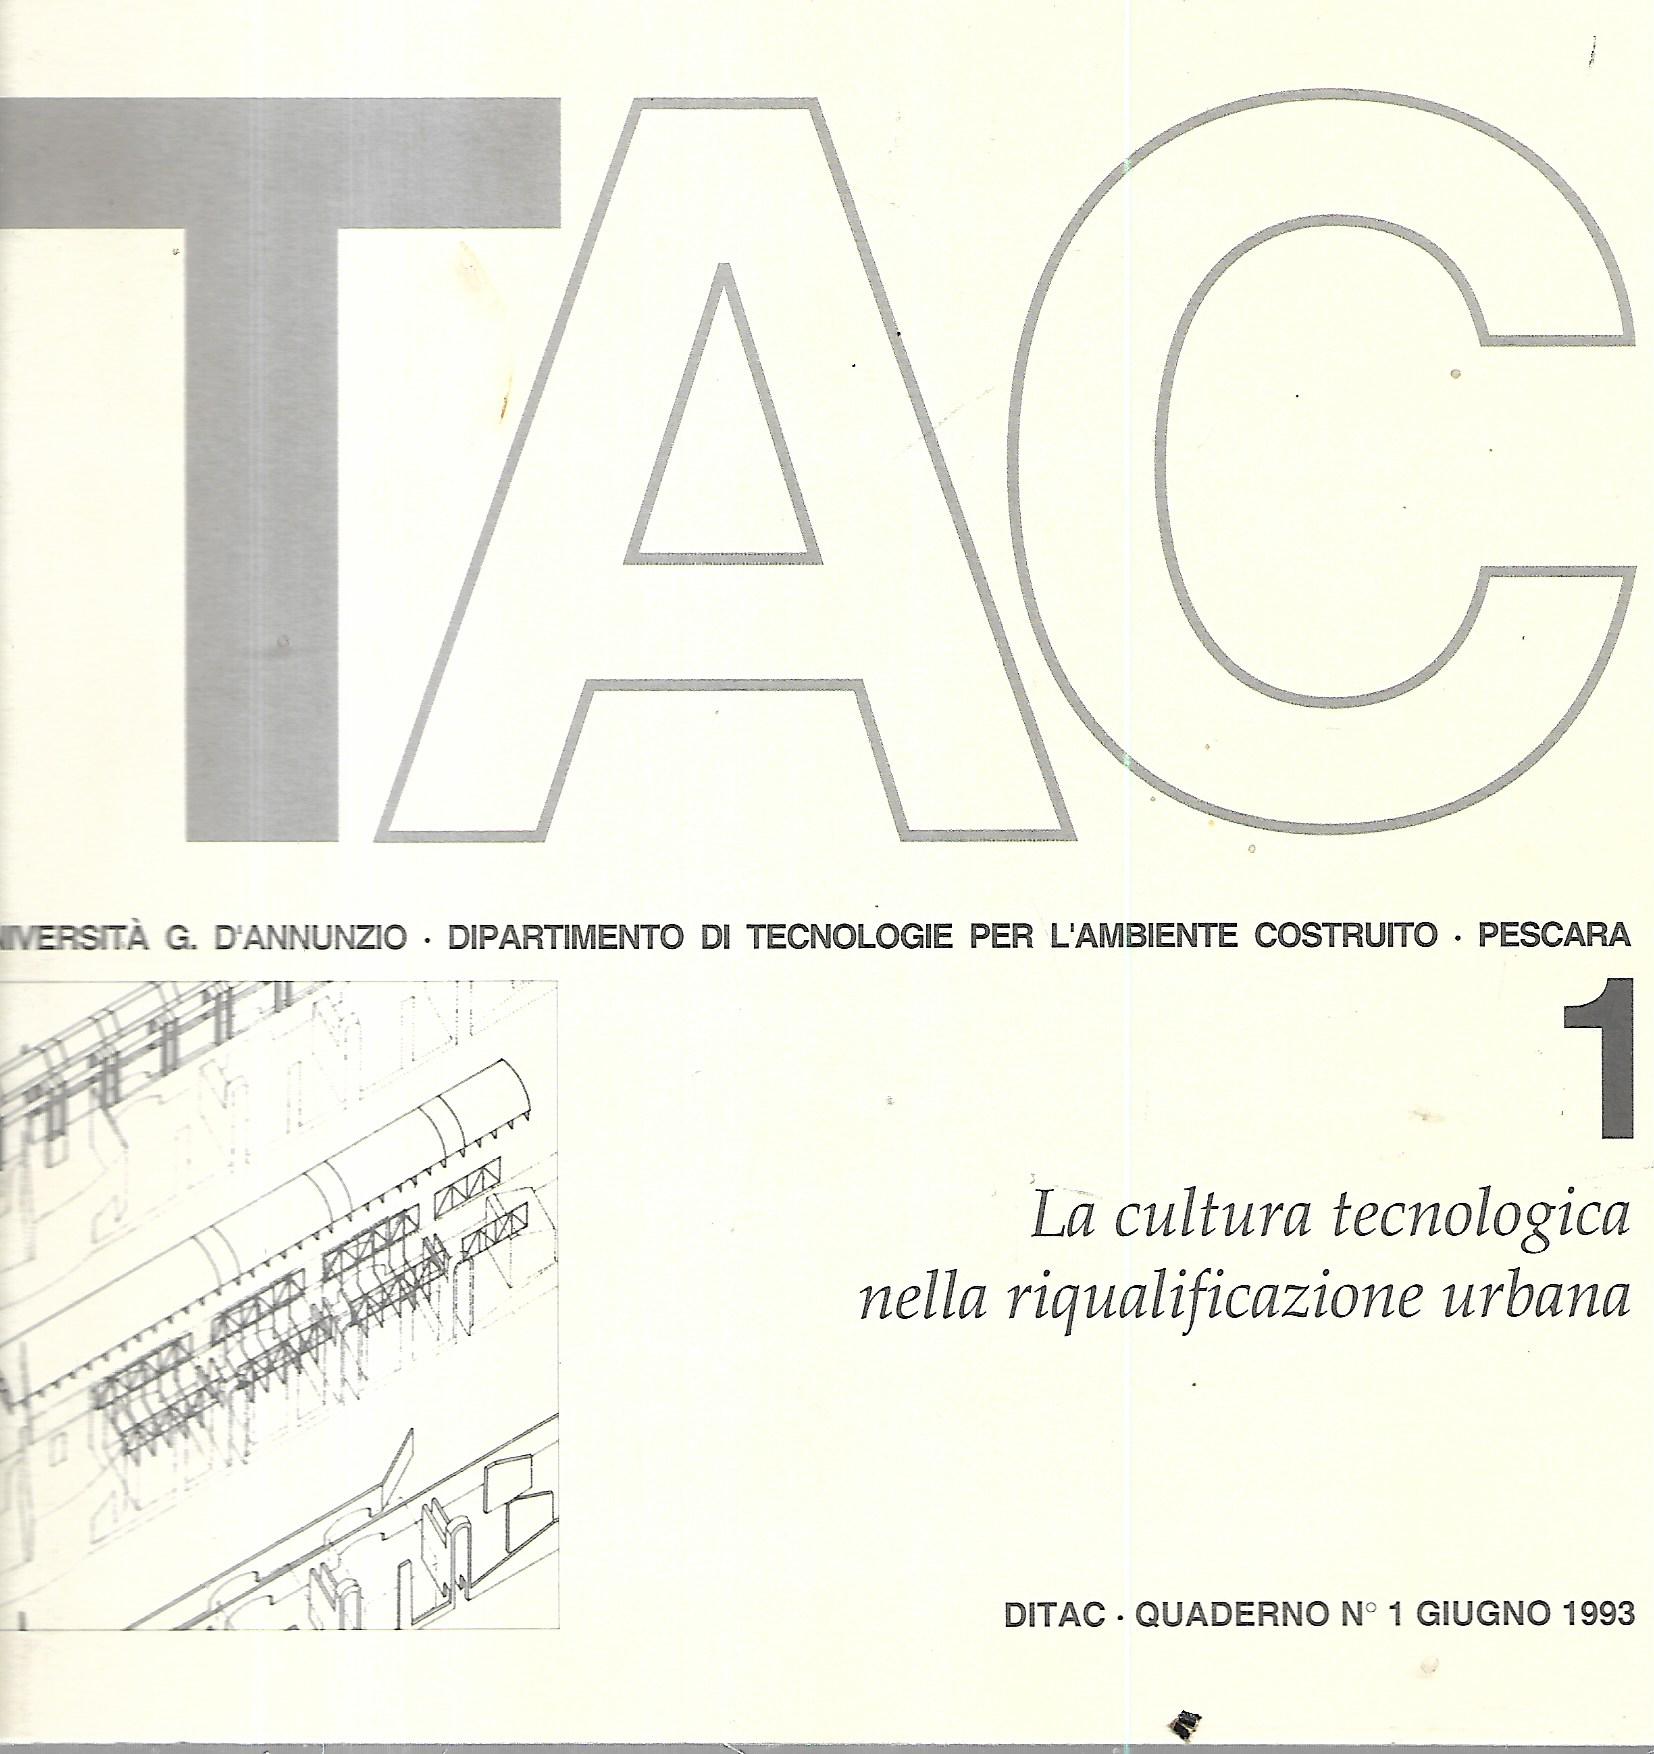 TAC
NIVERSITÀ G. D'ANNUNZIO · DIPARTIMENTO DI TECNOLOGIE PER L'AMBIENTE COSTRUITO · PESCARA
1
La cultura tecnologica
nella riqualificazione urbana
DITAC · QUADERNO N° 1 GIUGNO 1993